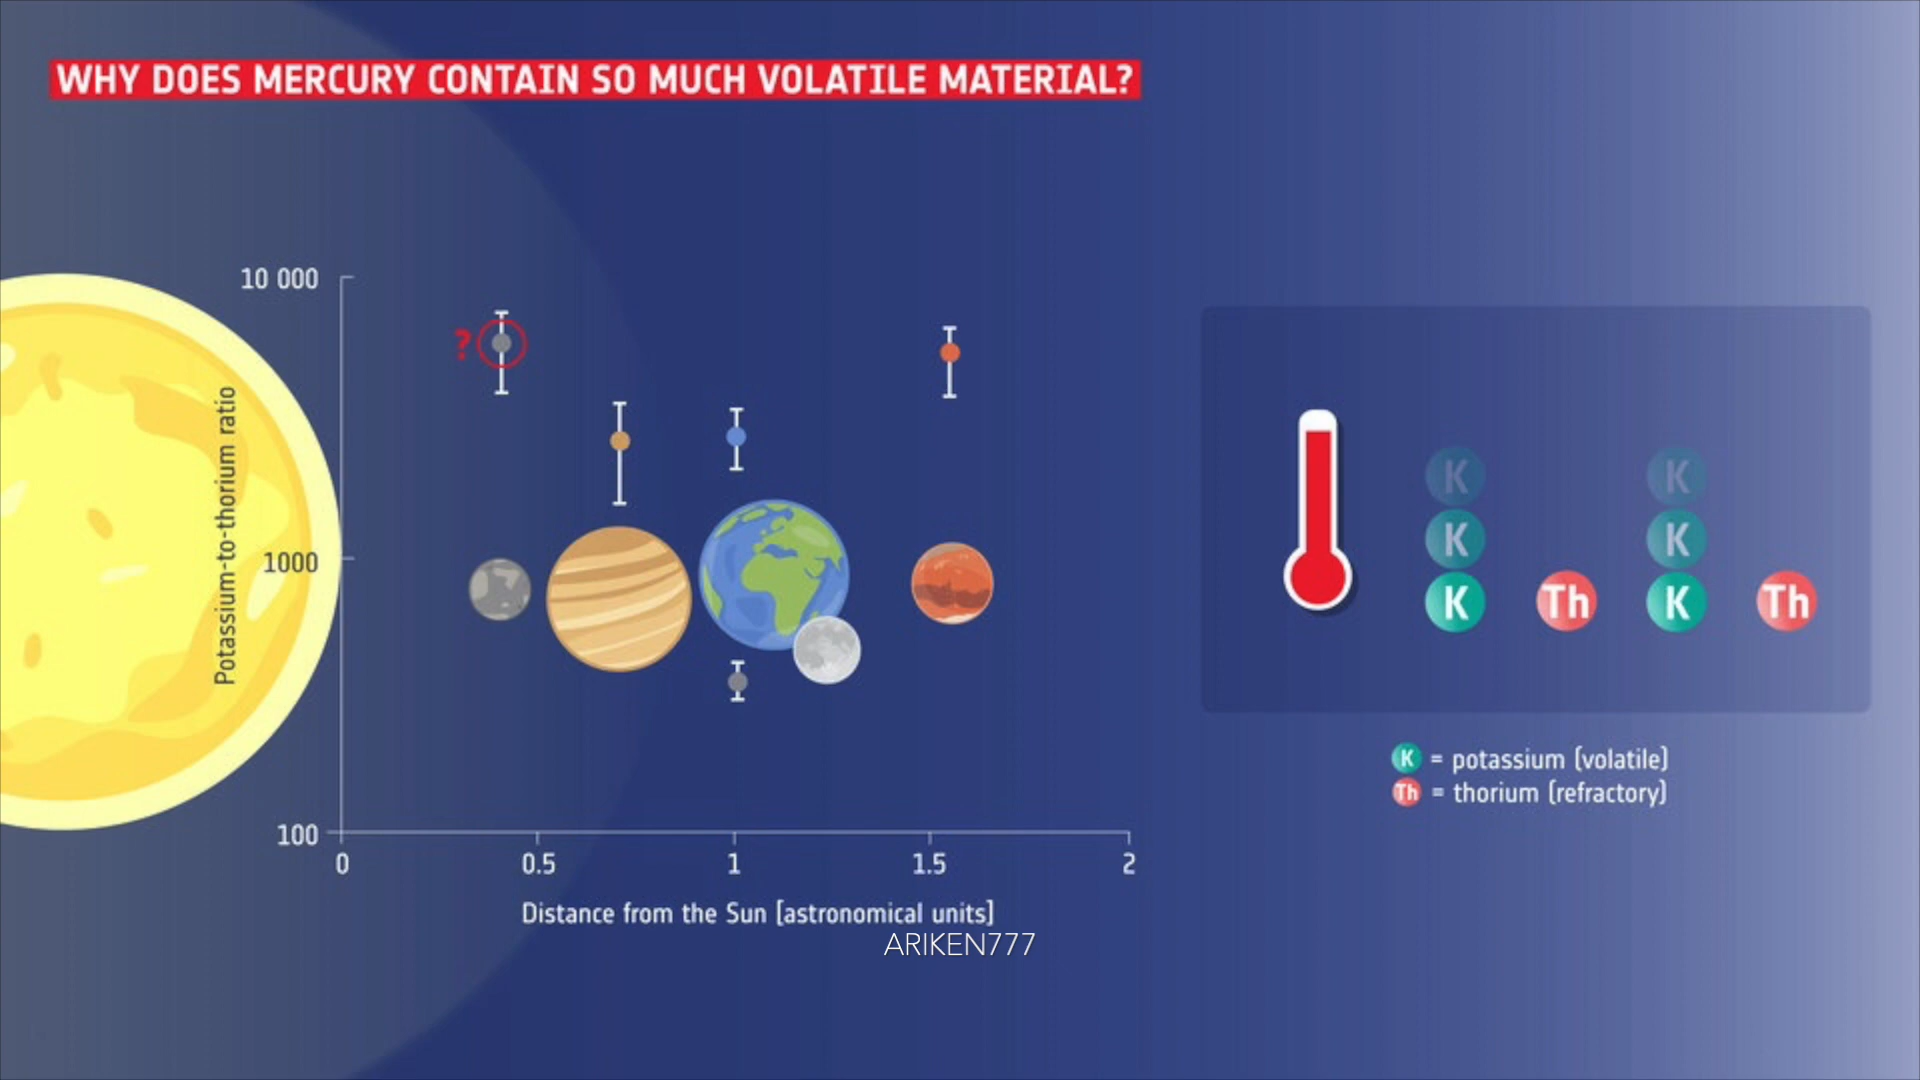 WHY DOES MERCURY CONTAIN SO MUCH VOLATILE MATERIAL?
10 000
?
Potassium-to-thorium ratio
1000
100
0
0.5
1
1.5
2
Distance from the Sun [astronomical units]
ARIKEN777
K K
K K
K Th K Th
K = potassium (volatile)
Th = thorium (refractory)